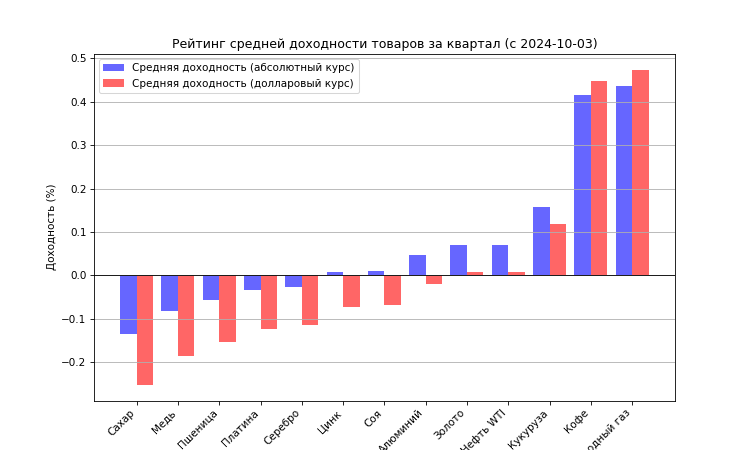 Рейтинг средней доходности товаров за квартал (с 2024-10-03)
Средняя доходность (абсолютный курс)
Средняя доходность (долларовый курс)
Доходность (%)
0.5
0.4
0.3
0.2
0.1
0.0
−0.1
−0.2
Сахар
Медь
Пшеница
Платина
Серебро
Цинк
Соя
Алюминий
Золото
Нефть WTI
Кукуруза
Кофе
одный газ